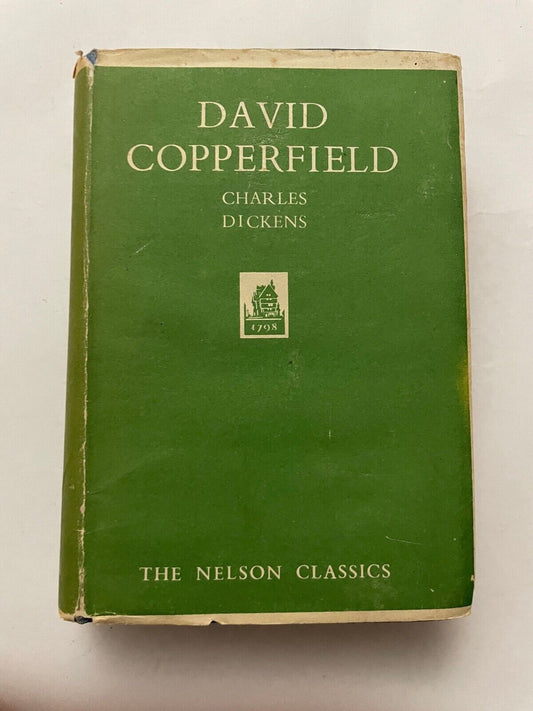 DAVID
COPPERFIELD
CHARLES
DICKENS
1798
THE NELSON CLASSICS